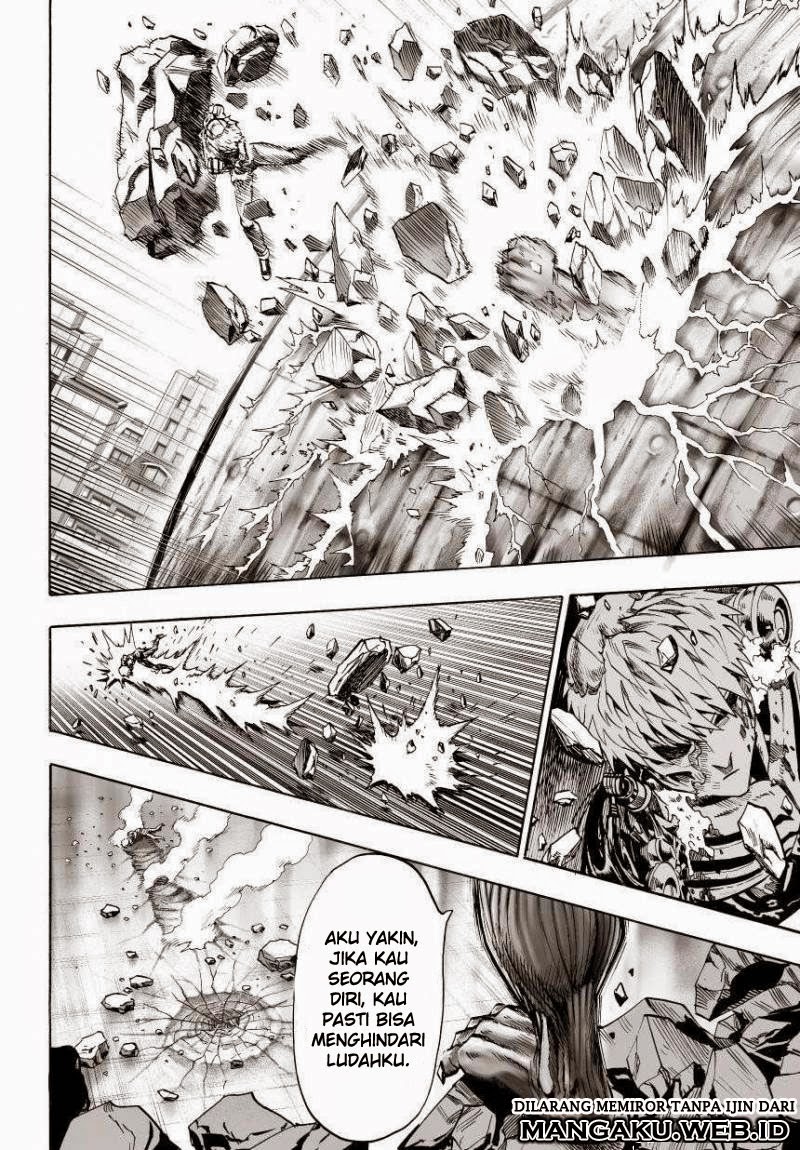 AKU YAKIN,
JIKA KAU
SEORANG
DIRI, KAU
PASTI BISA
MENGHINDARI
LUDAHKU.
DILARANG MEMIROR TANPA IJIN DARI
MANGAKU.WEB.ID